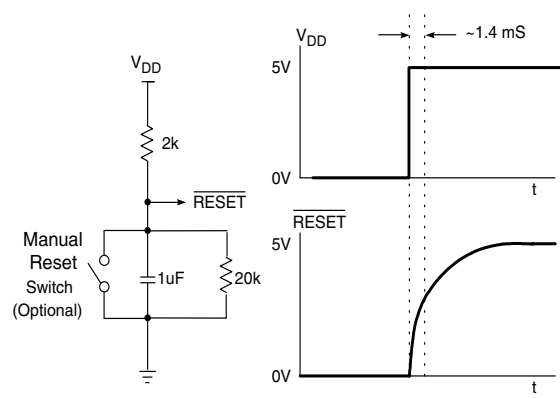 V_DD
2k
RESET
Manual
Reset
Switch
(Optional)
1uF
20k
V_DD
~1.4 mS
5V
0V
t
RESET
5V
0V
t